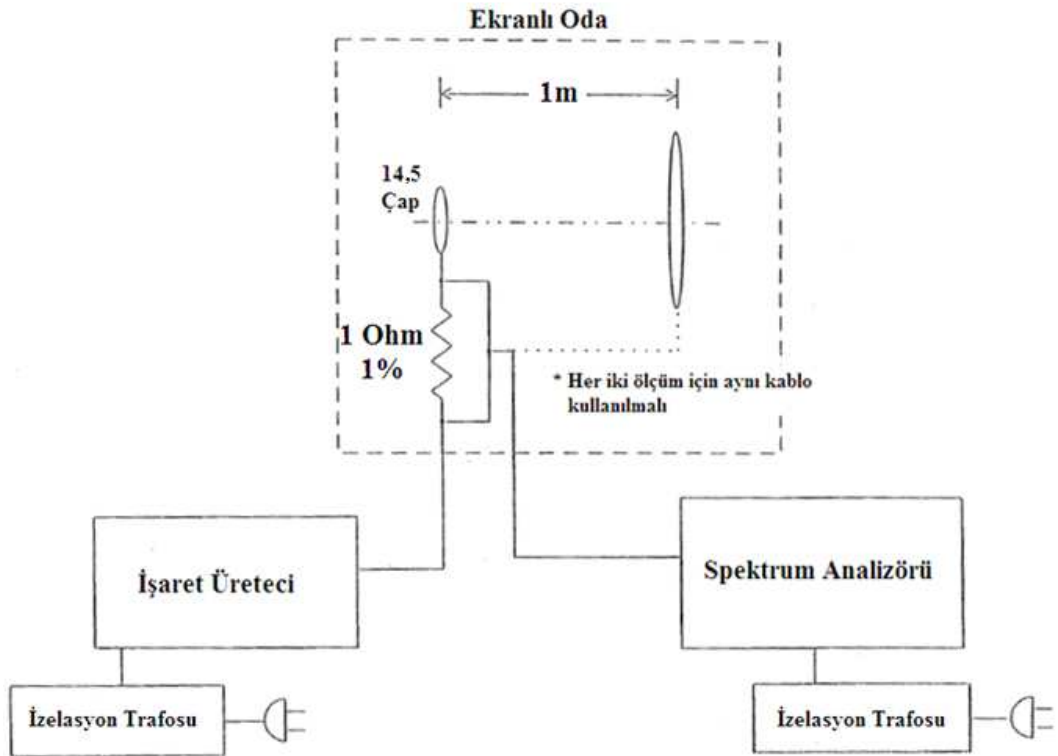 Ekranlı Oda
1m
14,5
Çap
1 Ohm
1%
* Her iki ölçüm için aynı kablo
kullanılmalı
İşaret Üreteci
Spektrum Analizörü
İzelasyon Trafosu
İzelasyon Trafosu